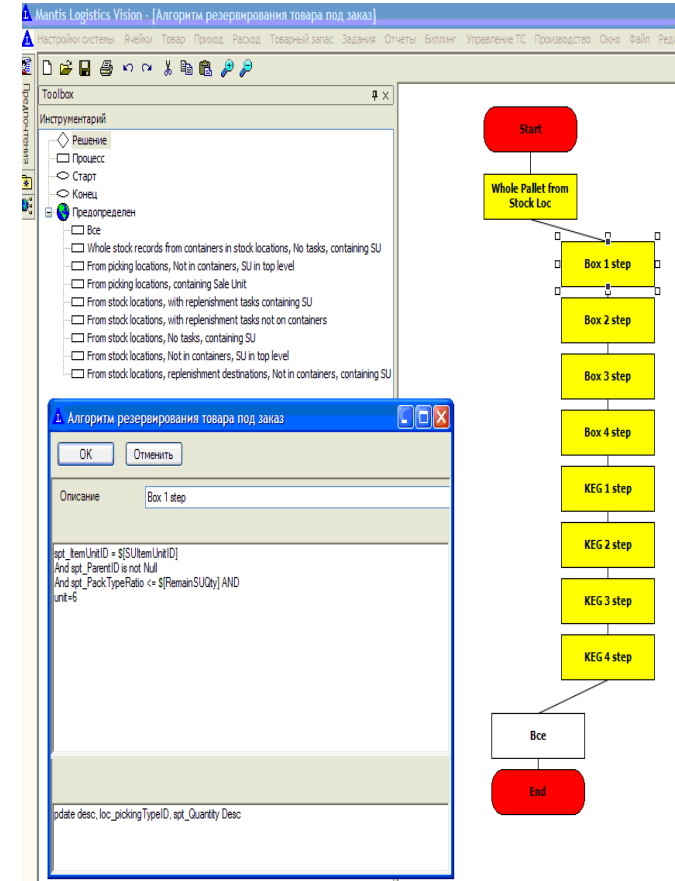 Mantis Logistics Vision - [Алгоритм резервирования товара под заказ]
Настройки системы Ячейки Товар Приход Расход Товарный запас Задания Отчеты Биллинг Управление ТС Производство Окно Файл Реда
Предпочтения
Toolbox
Инструментарий
Решение
Процесс
Старт
Конец
Предопределен
Все
Whole stock records from containers in stock locations, No tasks, containing SU
From picking locations, Not in containers, SU in top level
From picking locations, containing Sale Unit
From stock locations, with replenishment tasks containing SU
From stock locations, with replenishment tasks not on containers
From stock locations, No tasks, containing SU
From stock locations, Not in containers, SU in top level
From stock locations, replenishment destinations, Not in containers, containing SU
Алгоритм резервирования товара под заказ
ОК Отменить
Описание Box 1 step
spt_ItemUnitID = $[SUItemUnitID]
And spt_ParentID is not Null
And spt_PackTypeRatio <= $[RemainSUQty] AND
unit=6
pdate desc, loc_pickingTypeID, spt_Quantity Desc
Start
Whole Pallet from
Stock Loc
Box 1 step
Box 2 step
Box 3 step
Box 4 step
KEG 1 step
KEG 2 step
KEG 3 step
KEG 4 step
Все
End